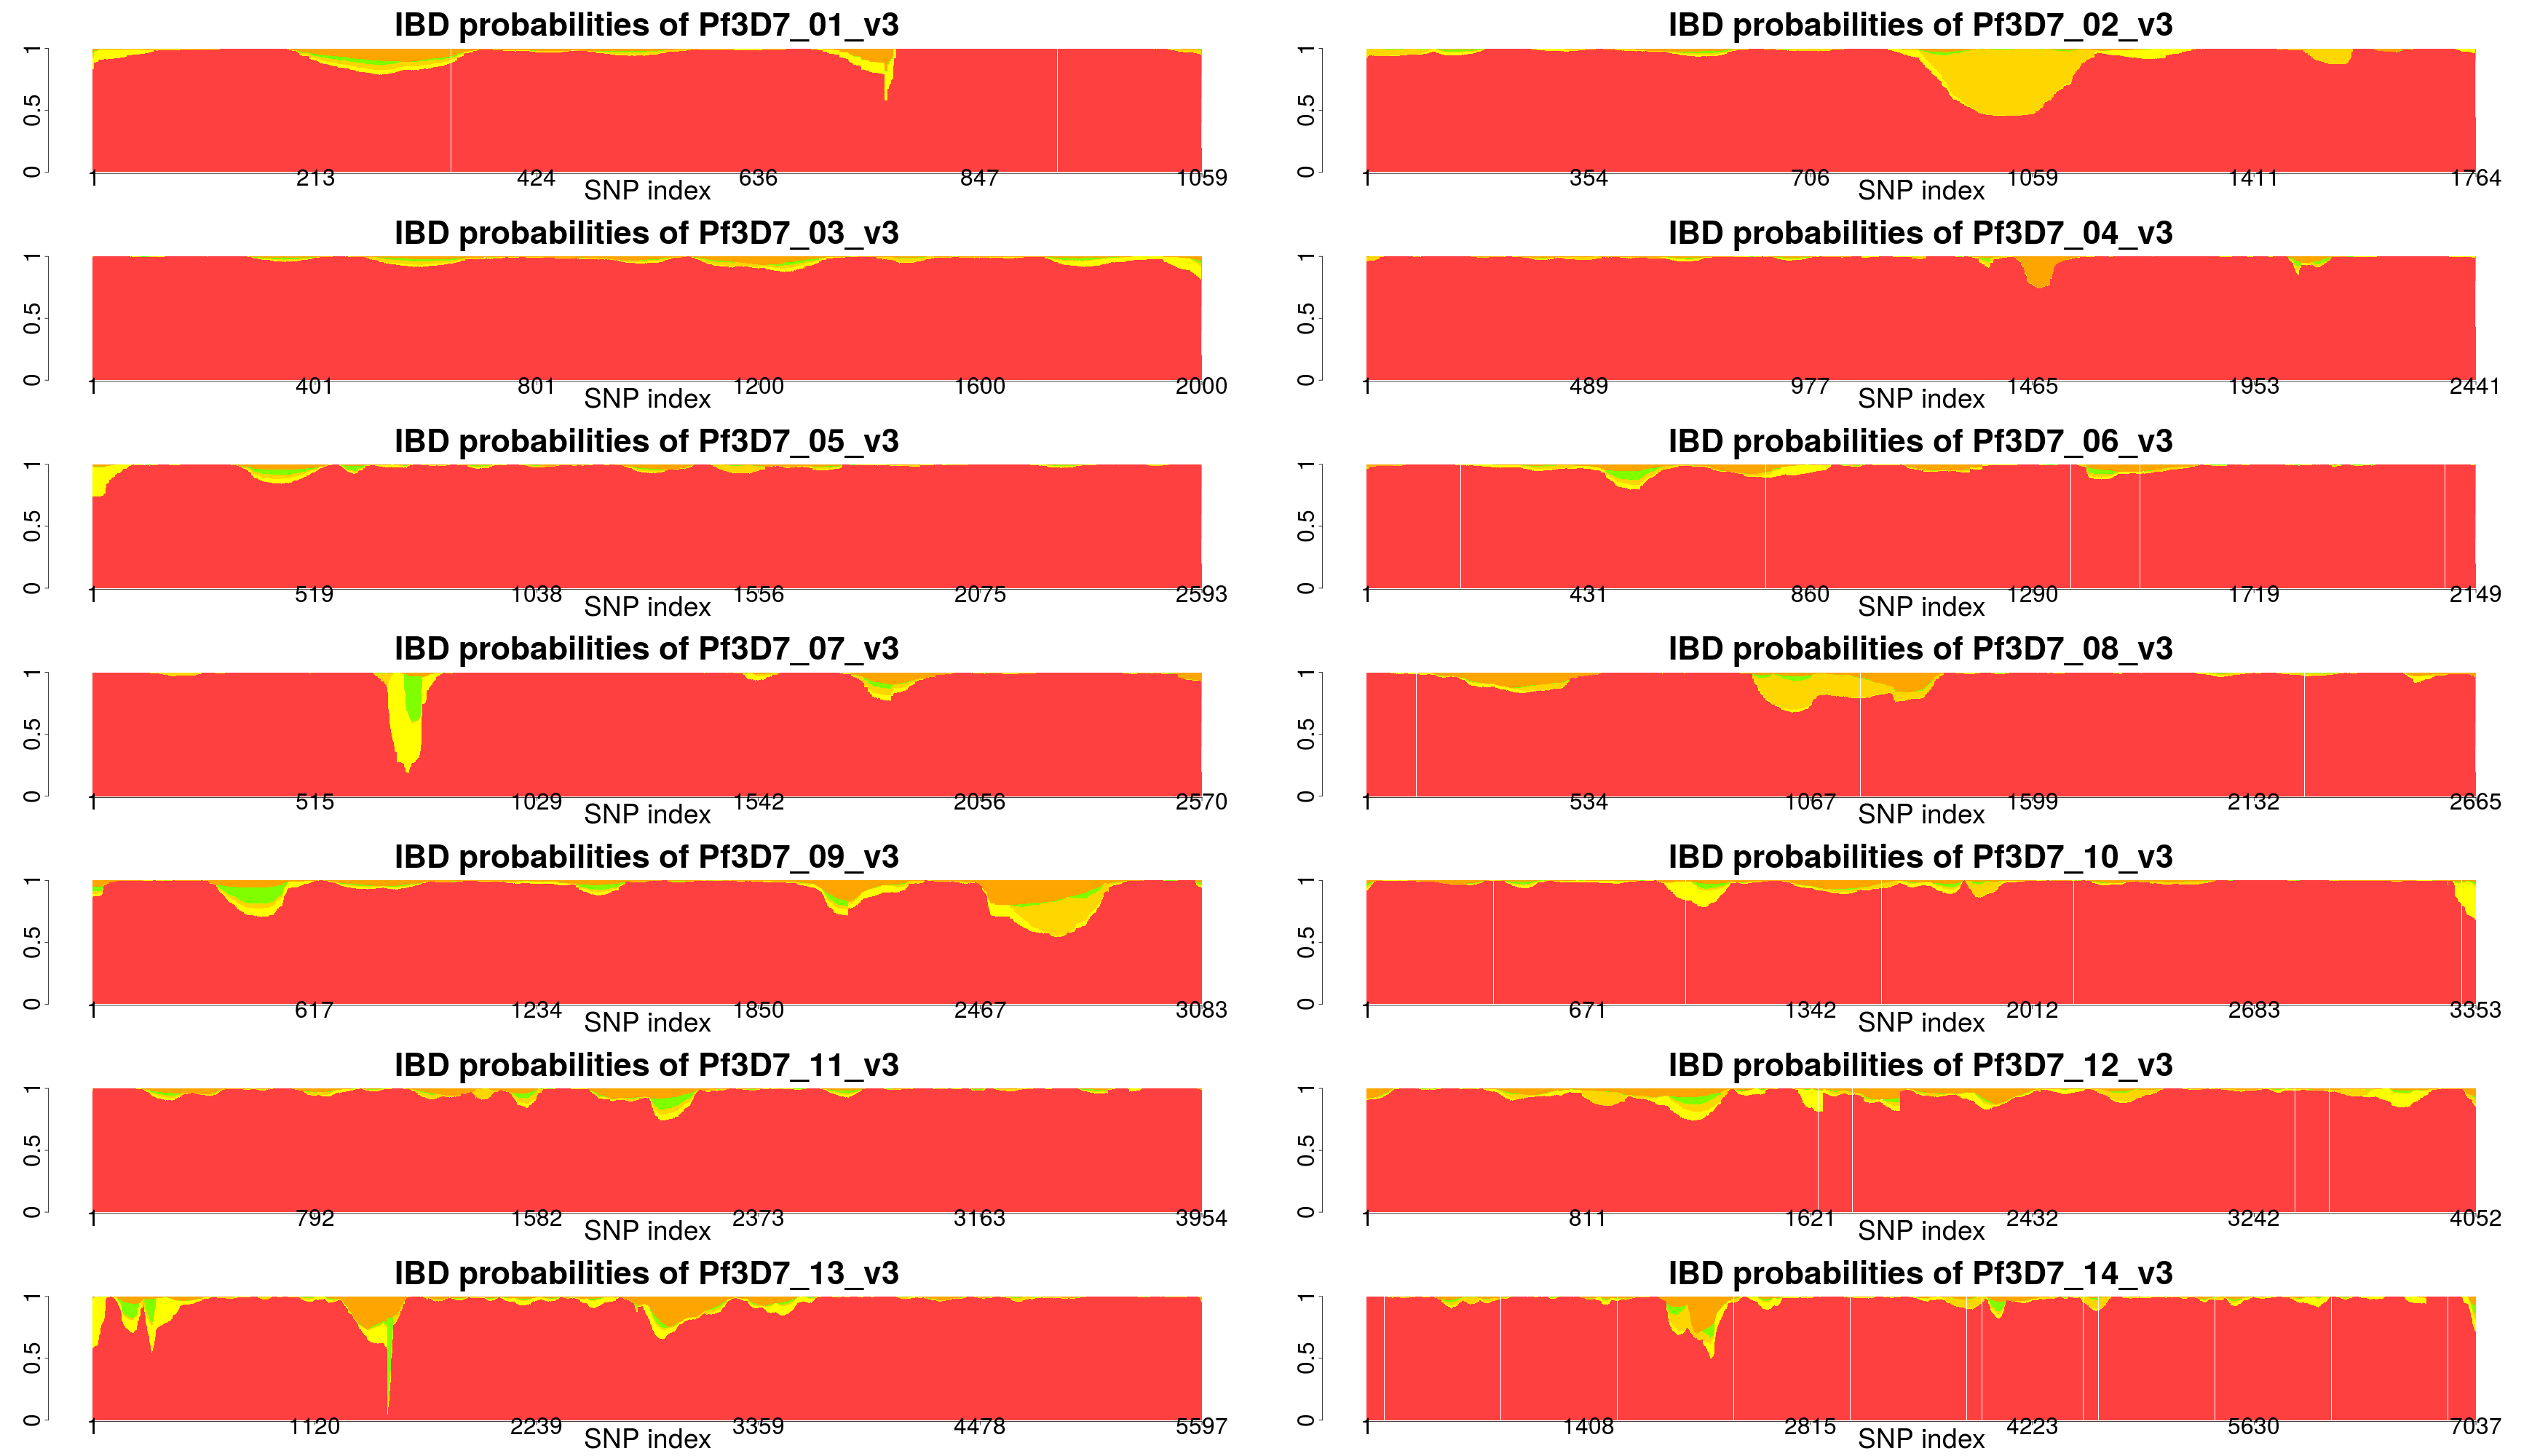 IBD probabilities of Pf3D7_01_v3
0 0.5 1
1 213 424 636 847 1059
SNP index
IBD probabilities of Pf3D7_02_v3
0 0.5 1
1 354 706 1059 1411 1764
SNP index
IBD probabilities of Pf3D7_03_v3
0 0.5 1
1 401 801 1200 1600 2000
SNP index
IBD probabilities of Pf3D7_04_v3
0 0.5 1
1 489 977 1465 1953 2441
SNP index
IBD probabilities of Pf3D7_05_v3
0 0.5 1
1 519 1038 1556 2075 2593
SNP index
IBD probabilities of Pf3D7_06_v3
0 0.5 1
1 431 860 1290 1719 2149
SNP index
IBD probabilities of Pf3D7_07_v3
0 0.5 1
1 515 1029 1542 2056 2570
SNP index
IBD probabilities of Pf3D7_08_v3
0 0.5 1
1 534 1067 1599 2132 2665
SNP index
IBD probabilities of Pf3D7_09_v3
0 0.5 1
1 617 1234 1850 2467 3083
SNP index
IBD probabilities of Pf3D7_10_v3
0 0.5 1
1 671 1342 2012 2683 3353
SNP index
IBD probabilities of Pf3D7_11_v3
0 0.5 1
1 792 1582 2373 3163 3954
SNP index
IBD probabilities of Pf3D7_12_v3
0 0.5 1
1 811 1621 2432 3242 4052
SNP index
IBD probabilities of Pf3D7_13_v3
0 0.5 1
1 1120 2239 3359 4478 5597
SNP index
IBD probabilities of Pf3D7_14_v3
0 0.5 1
1 1408 2815 4223 5630 7037
SNP index